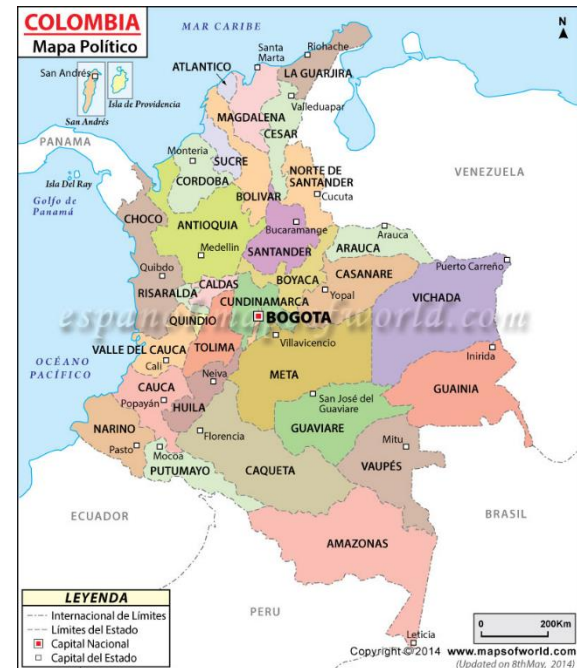 COLOMBIA
Mapa Político
MAR CARIBE
N
San Andrés
San Andrés
Isla de Providencia
Santa
Marta
Riohache
LA GUARJIRA
ATLANTICO
Valleduapar
MAGDALENA
CESAR
PANAMA
Monteria
SUCRE
CORDOBA
NORTE DE
SANTANDER
Cucuta
VENEZUELA
Isla Del Ray
Golfo de
Panamá
BOLIVAR
CHOCO
ANTIOQUIA
Bucaramange
Medellin
SANTANDER
Arauca
ARAUCA
Puerto Carreño
Quibdo
BOYACA
CASANARE
RISARALDA
CALDAS
CUNDINAMARCA
Yopal
VICHADA
QUINDIO
BOGOTA
espanol.mapsofworld.com
OCÉANO
PACÍFICO
VALLE DEL CAUCA
Cali
TOLIMA
Villavicencio
Inirida
META
Neiva
CAUCA
Popayán
HUILA
San José del
Guaviare
GUAINIA
NARINO
Pasto
Florencia
GUAVIARE
Mitu
Mocoa
PUTUMAYO
CAQUETA
VAUPÉS
ECUADOR
BRASIL
AMAZONAS
PERU
Leticia
LEYENDA
Internacional de Límites
Límites del Estado
Capital Nacional
Capital del Estado
0 200Km
Copyright © 2014 www.mapsofworld.com
(Updated on 8thMay, 2014)